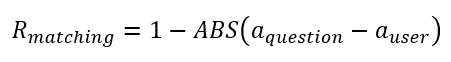 R_matching = 1 − ABS(a_question − a_user)